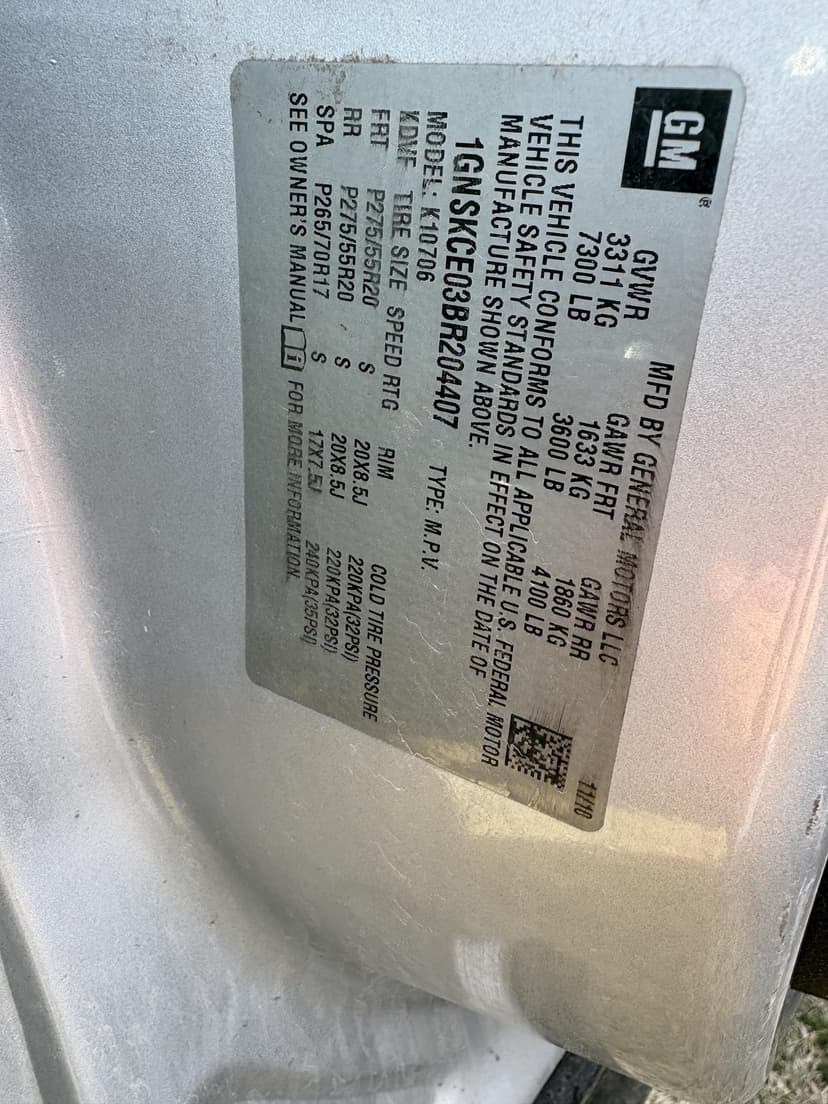 GM ®
MFD BY GENERAL MOTORS LLC 11/10
GVWR GAWR FRT GAWR RR
3311 KG 1633 KG 1860 KG
7300 LB 3600 LB 4100 LB
THIS VEHICLE CONFORMS TO ALL APPLICABLE U.S. FEDERAL MOTOR
VEHICLE SAFETY STANDARDS IN EFFECT ON THE DATE OF
MANUFACTURE SHOWN ABOVE.
1GNSKCE03BR204407 TYPE: M.P.V.
MODEL: K10706
KDVF TIRE SIZE SPEED RTG RIM COLD TIRE PRESSURE
FRT P275/55R20 S 20X8.5J 220KPA(32PSI)
RR P275/55R20 S 20X8.5J 220KPA(32PSI)
SPA P265/70R17 S 17X7.5J 240KPA(35PSI)
SEE OWNER'S MANUAL i FOR MORE INFORMATION.